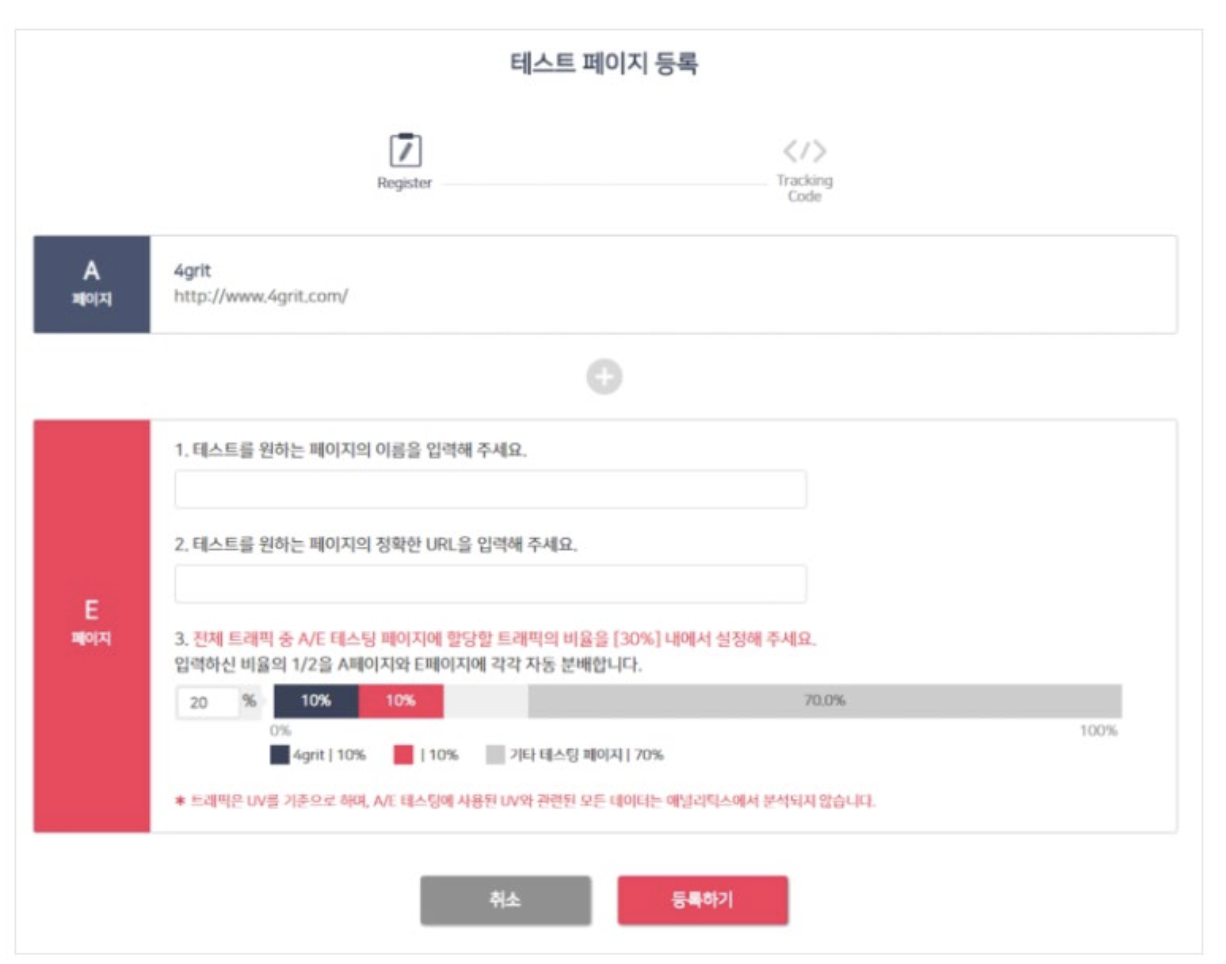 테스트 페이지 등록
Register
Tracking
Code
A
페이지
4grit
http://www.4grit.com/
E
페이지
1. 테스트를 원하는 페이지의 이름을 입력해 주세요.
2. 테스트를 원하는 페이지의 정확한 URL을 입력해 주세요.
3. 전체 트래픽 중 A/E 테스팅 페이지에 할당할 트래픽의 비율을 [30%] 내에서 설정해 주세요.
입력하신 비율의 1/2을 A페이지와 E페이지에 각각 자동 분배합니다.
20 % 10% 10% 70.0%
0% 100%
4grit | 10% | 10% 기타 테스팅 페이지 | 70%
* 트래픽은 UV를 기준으로 하며, A/E 테스팅에 사용된 UV와 관련된 모든 데이터는 애널리틱스에서 분석되지 않습니다.
취소 등록하기